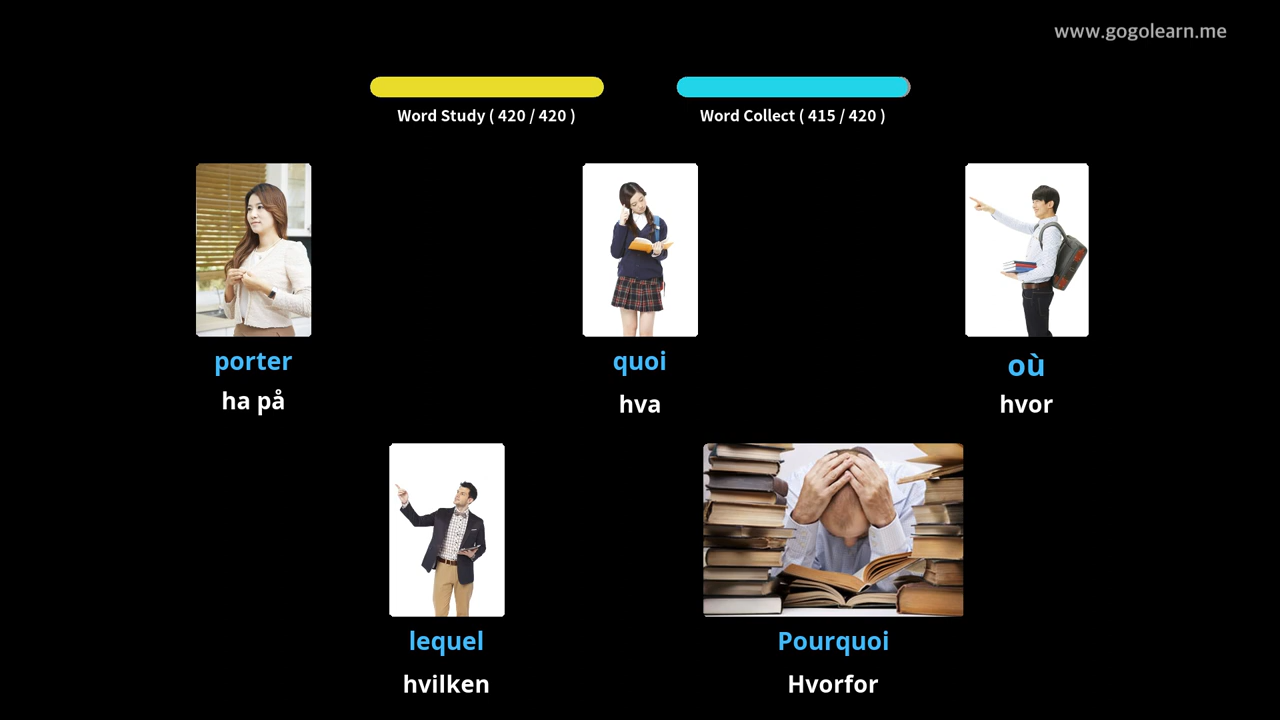 www.gogolearn.me
Word Study ( 420 / 420 )
Word Collect ( 415 / 420 )
porter
ha på
quoi
hva
où
hvor
lequel
hvilken
Pourquoi
Hvorfor